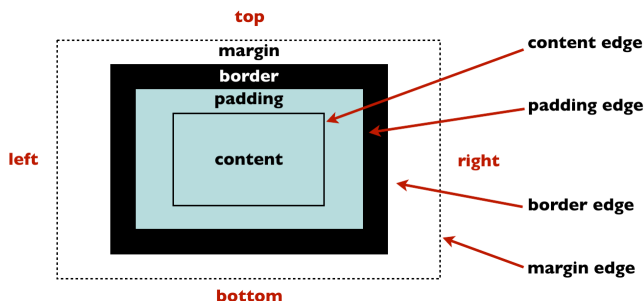 top
margin
content edge
border
padding
padding edge
left
content
right
border edge
margin edge
bottom